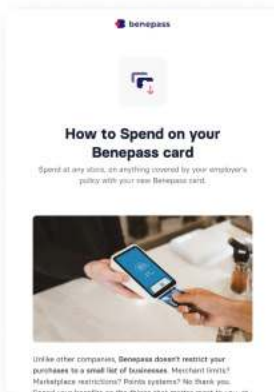 benepass
How to Spend on your
Benepass card
Spend at any store, on anything covered by your employer's
policy with your new Benepass card.
Unlike other companies, Benepass doesn't restrict your
purchases to a small list of businesses. Merchant limits?
Marketplace restrictions? Points systems? No thank you.